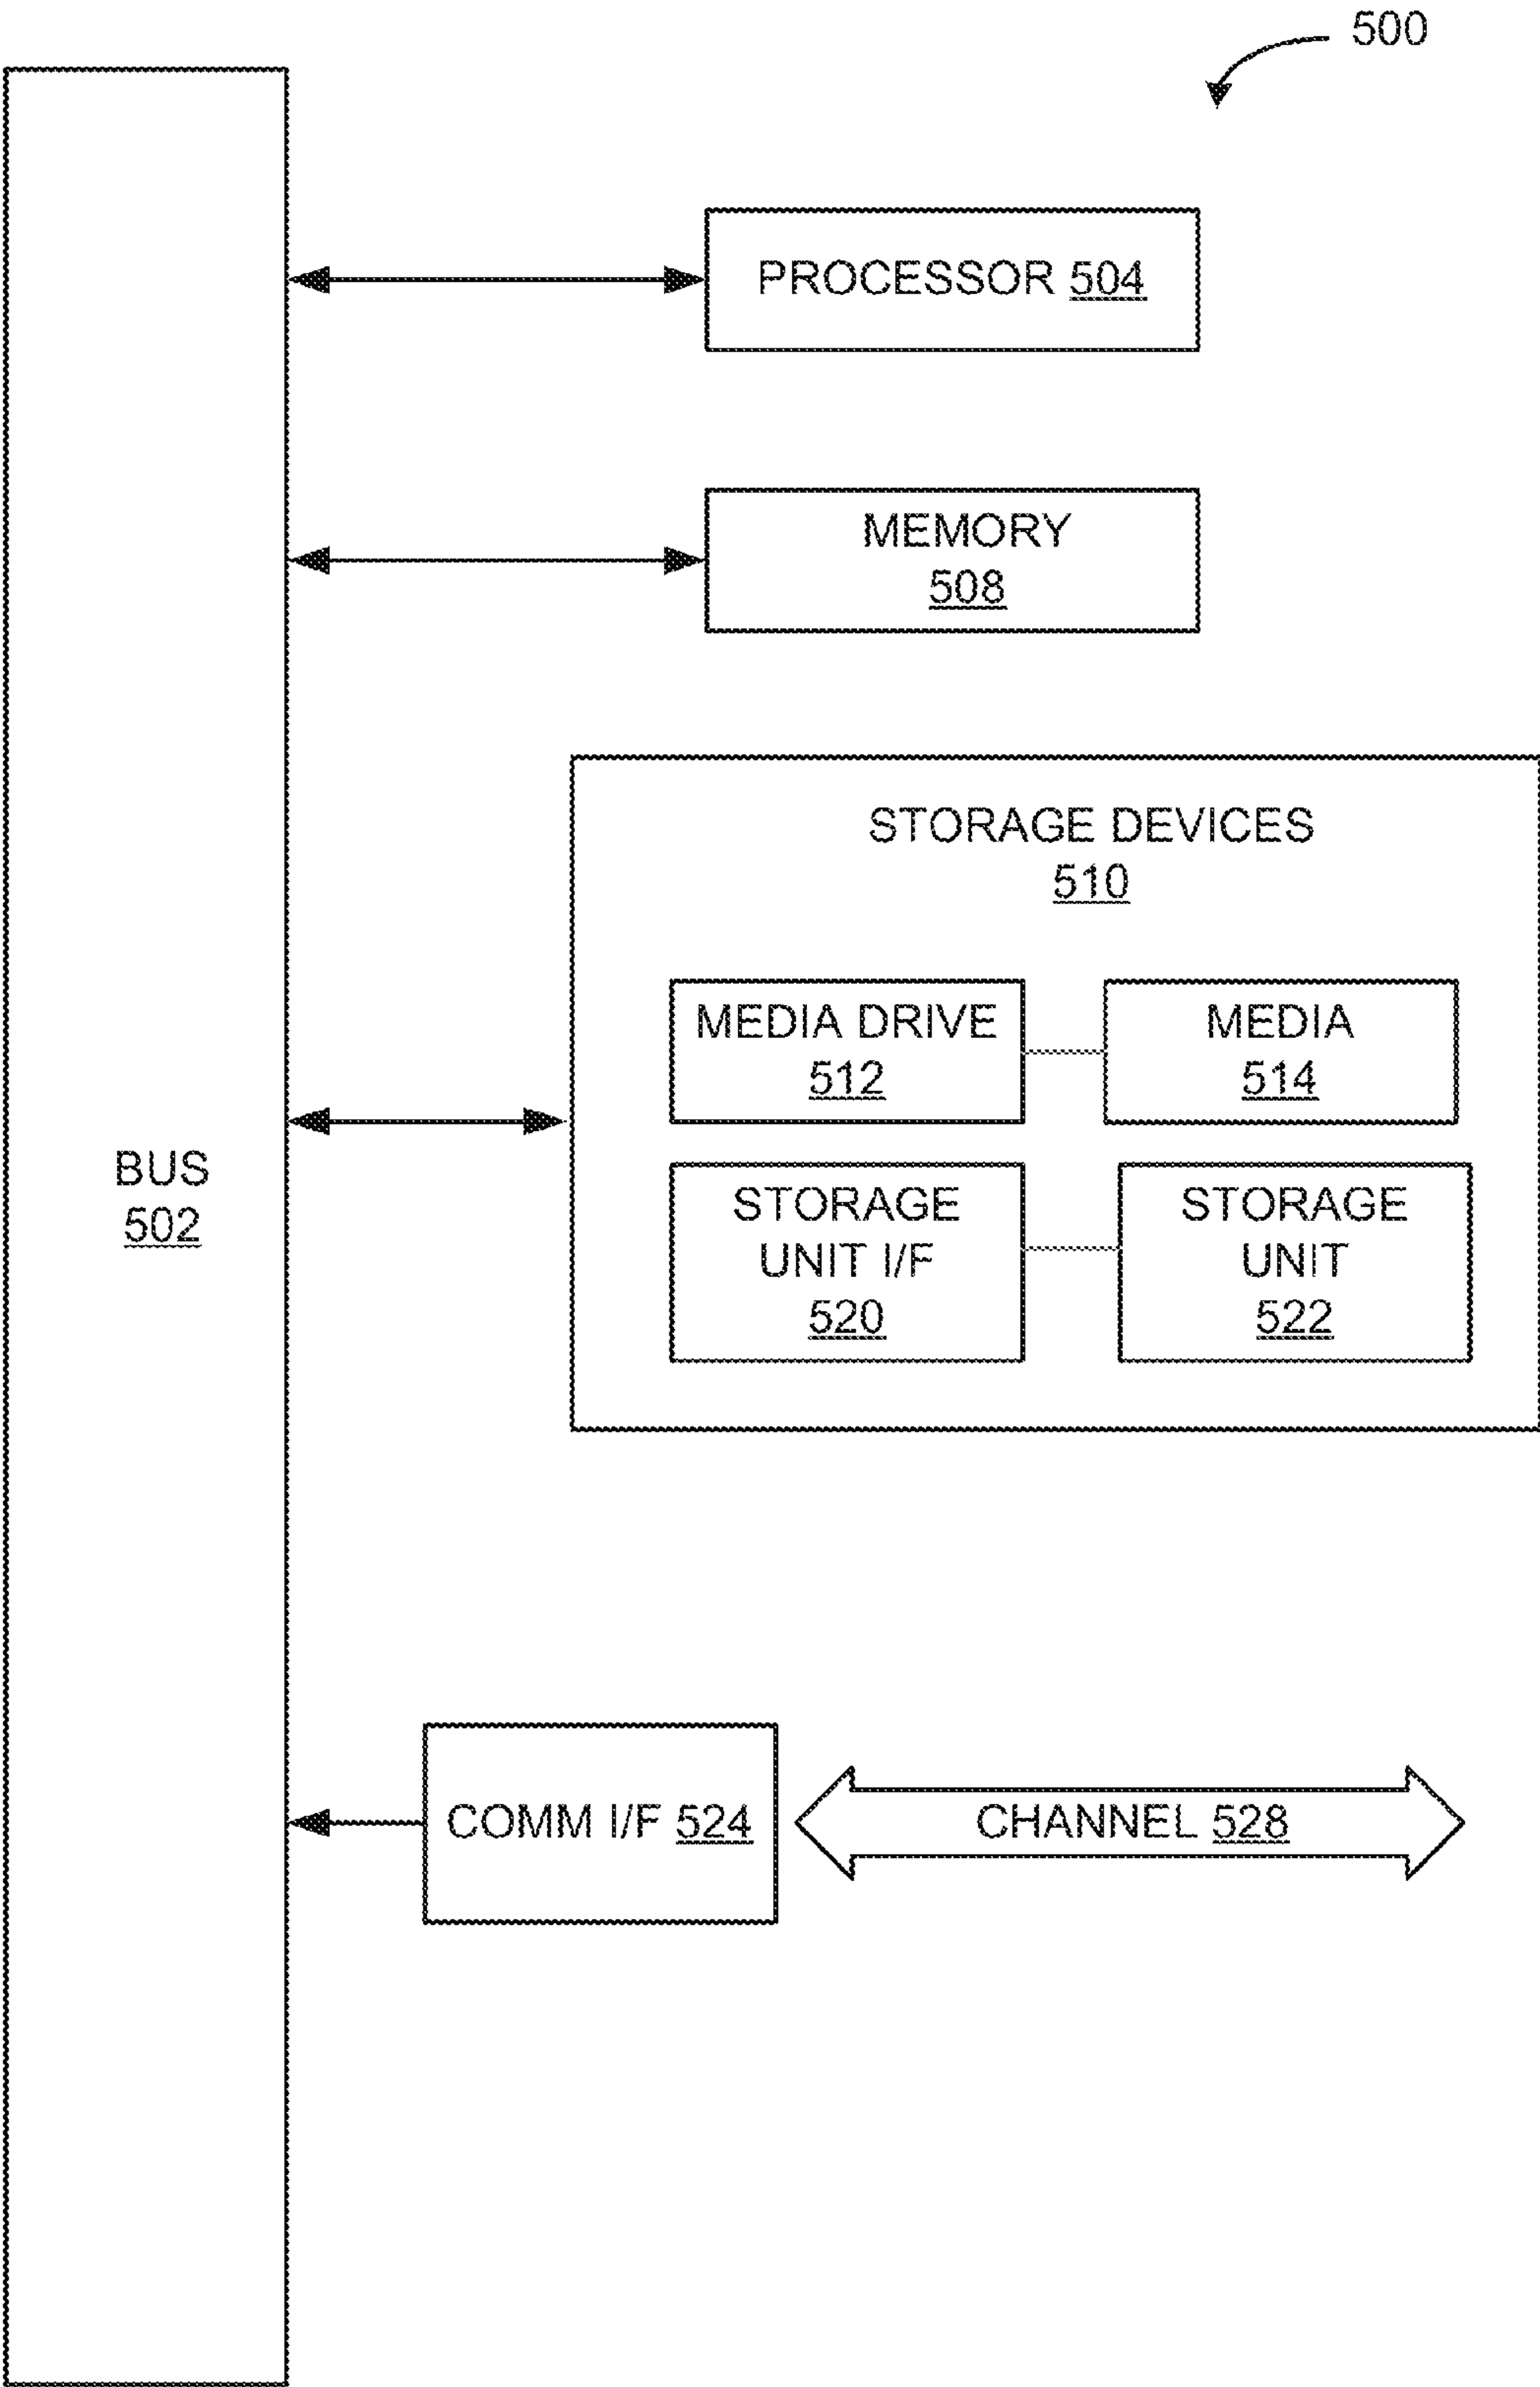 500
PROCESSOR 504
MEMORY
508
STORAGE DEVICES
510
MEDIA DRIVE
512
MEDIA
514
BUS
502
STORAGE
UNIT I/F
520
STORAGE
UNIT
522
COMM I/F 524
CHANNEL 528